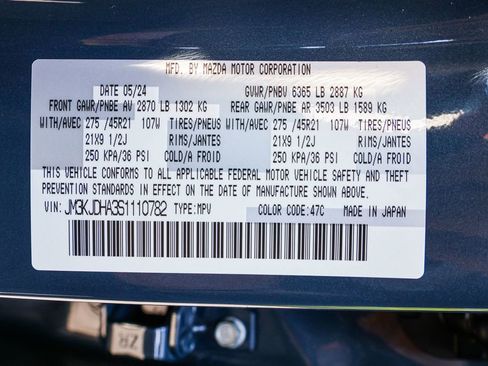 MFD. BY MAZDA MOTOR CORPORATION
DATE 05/24 GVWR/PNBV 6365 LB 2887 KG
FRONT GAWR/PNBE AV 2870 LB 1302 KG REAR GAWR/PNBE AR 3503 LB 1589 KG
WITH/AVEC 275 /45R21 107W TIRES/PNEUS WITH/AVEC 275 /45R21 107W TIRES/PNEUS
21X9 1/2J RIMS/JANTES 21X9 1/2J RIMS/JANTES
250 KPA/36 PSI COLD/A FROID 250 KPA/36 PSI COLD/A FROID
THIS VEHICLE CONFORMS TO ALL APPLICABLE FEDERAL MOTOR VEHICLE SAFETY AND THEFT
PREVENTION STANDARDS IN EFFECT ON THE DATE OF MANUFACTURE SHOWN ABOVE.
VIN: JM3KJDHA3S1110782 TYPE:MPV COLOR CODE:47C MADE IN JAPAN
ZR